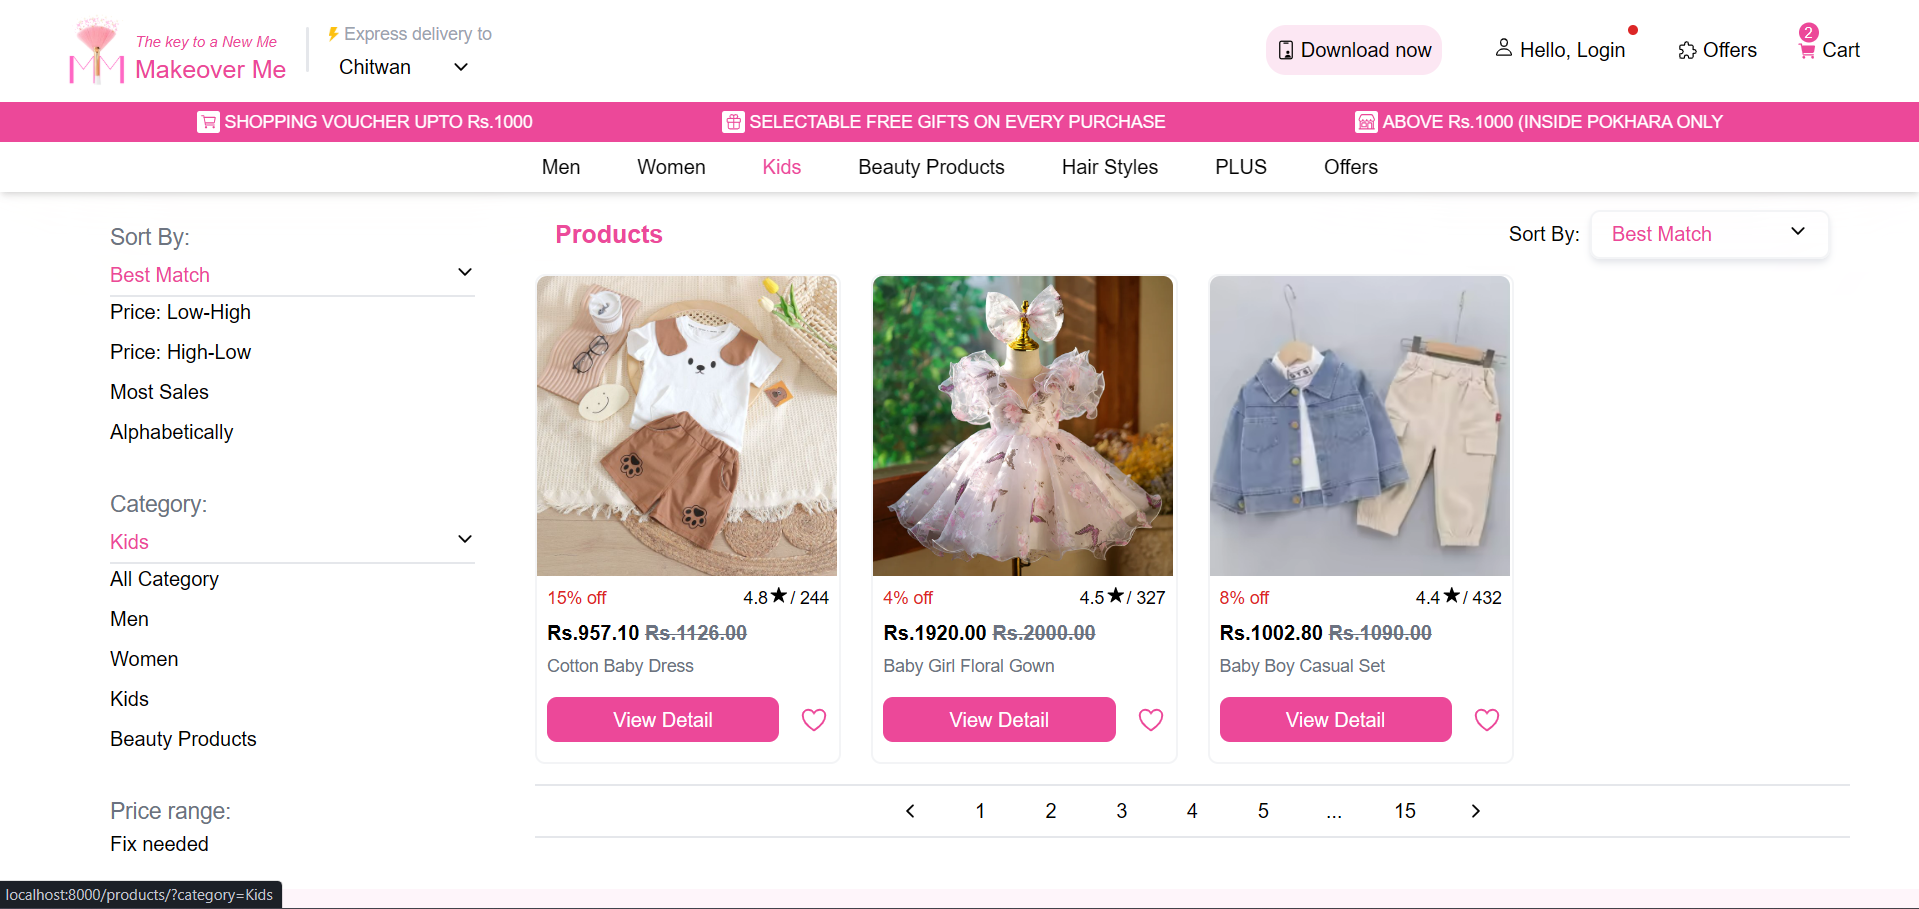 The key to a New Me
Makeover Me
Express delivery to
Chitwan
Download now
Hello, Login
Offers
2
Cart
SHOPPING VOUCHER UPTO Rs.1000
SELECTABLE FREE GIFTS ON EVERY PURCHASE
ABOVE Rs.1000 (INSIDE POKHARA ONLY
Men
Women
Kids
Beauty Products
Hair Styles
PLUS
Offers
Sort By:
Best Match
Price: Low-High
Price: High-Low
Most Sales
Alphabetically
Category:
Kids
All Category
Men
Women
Kids
Beauty Products
Price range:
Fix needed
Products
Sort By:
Best Match
15% off
4.8★/ 244
Rs.957.10 Rs.1126.00
Cotton Baby Dress
View Detail
4% off
4.5★/ 327
Rs.1920.00 Rs.2000.00
Baby Girl Floral Gown
View Detail
8% off
4.4★/ 432
Rs.1002.80 Rs.1090.00
Baby Boy Casual Set
View Detail
1 2 3 4 5 ... 15
localhost:8000/products/?category=Kids